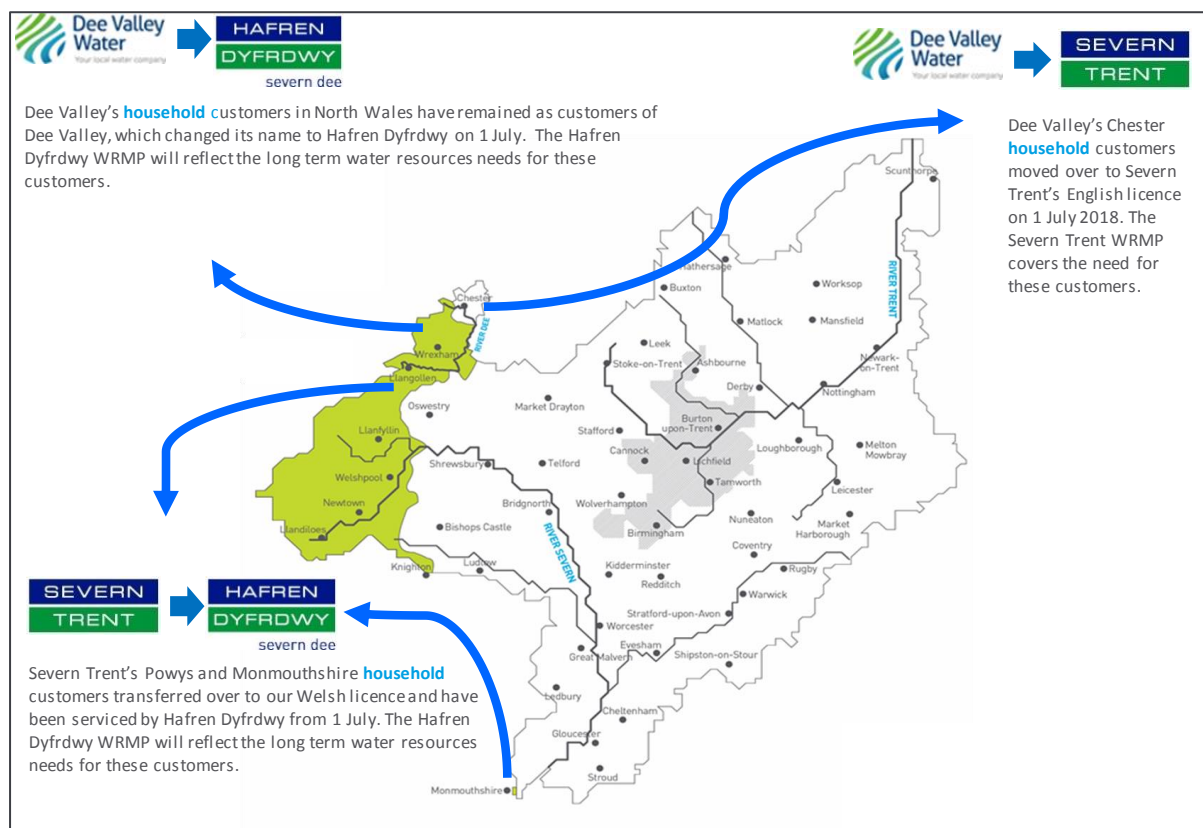 Dee Valley
Water
Your local water company
HAFREN
DYFRDWY
severn dee
Dee Valley's household customers in North Wales have remained as customers of
Dee Valley, which changed its name to Hafren Dyfrdwy on 1 July. The Hafren
Dyfrdwy WRMP will reflect the long term water resources needs for these
customers.
Dee Valley
Water
Your local water company
SEVERN
TRENT
Dee Valley's Chester
household customers
moved over to Severn
Trent's English licence
on 1 July 2018. The
Severn Trent WRMP
covers the need for
these customers.
Scunthorpe
Hathersage
Buxton
Worksop
RIVER TRENT
Chester
Matlock
Mansfield
RIVER DEE
Wrexham
Leek
Stoke-on-Trent
Ashbourne
Newark-
on-Trent
Llangollen
Derby
Nottingham
Oswestry
Market Drayton
Burton
upon-Trent
Llanfyllin
Stafford
Loughborough
Melton
Mowbray
Shrewsbury
Telford
Cannock
Lichfield
Welshpool
Tamworth
Leicester
Newtown
Bridgnorth
Wolverhampton
Nuneaton
Market
Harborough
Llandiloes
Bishops Castle
RIVER SEVERN
Birmingham
Coventry
Knighton
Ludlow
Kidderminster
Redditch
Rugby
Warwick
Stratford-upon-Avon
Worcester
Great Malvern
Evesham
Shipston-on-Stour
Ledbury
Cheltenham
Gloucester
Stroud
Monmouthshire
SEVERN
TRENT
HAFREN
DYFRDWY
severn dee
Severn Trent's Powys and Monmouthshire household
customers transferred over to our Welsh licence and have
been serviced by Hafren Dyfrdwy from 1 July. The Hafren
Dyfrdwy WRMP will reflect the long term water resources
needs for these customers.